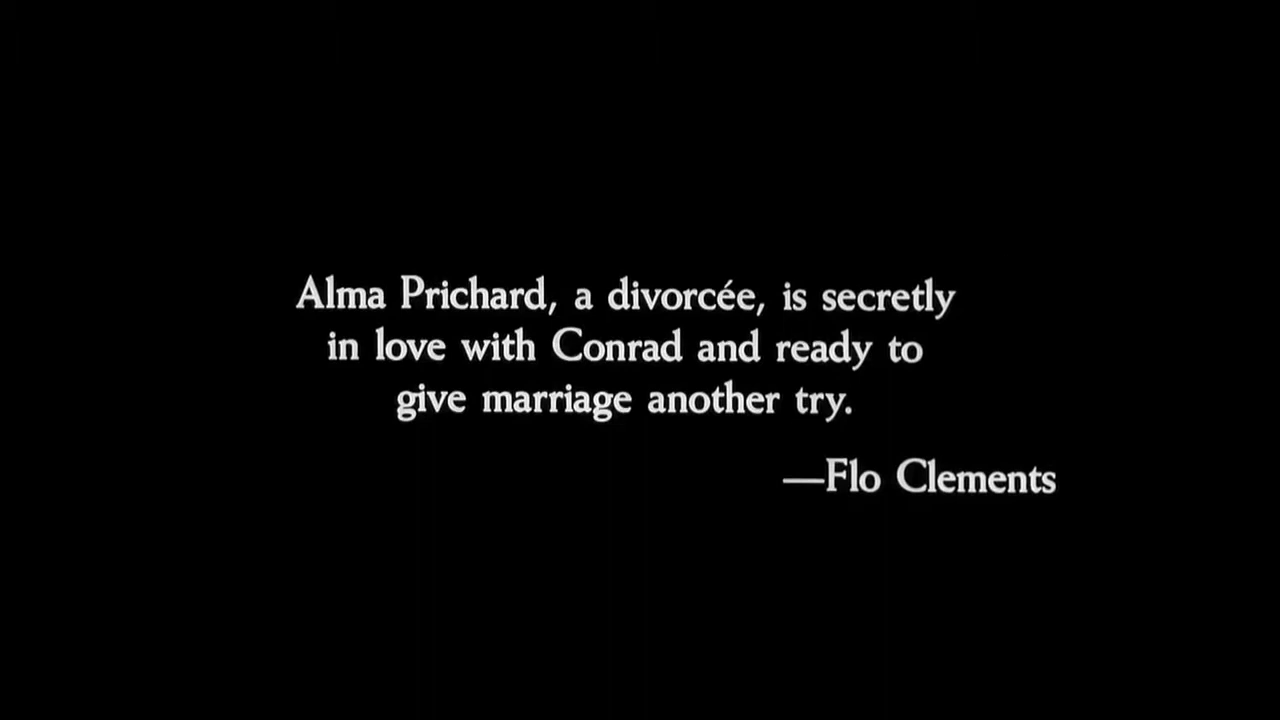 Alma Prichard, a divorcée, is secretly
in love with Conrad and ready to
give marriage another try.
—Flo Clements